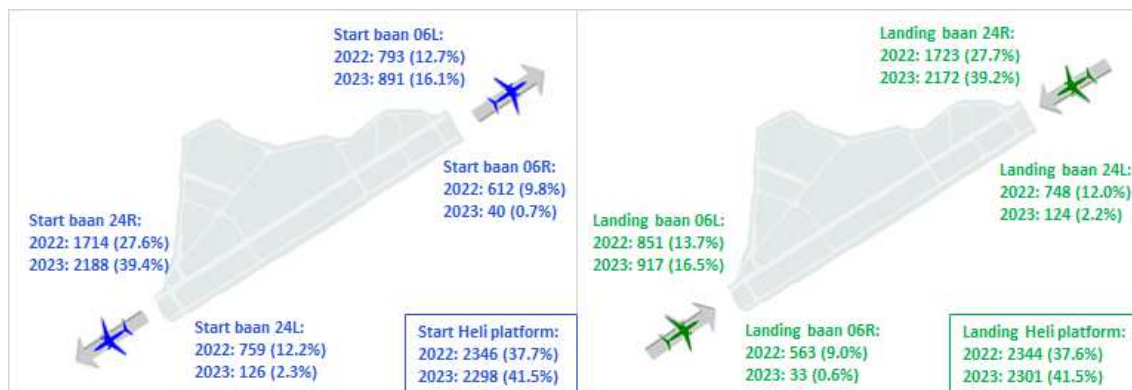 Start baan 06L:
2022: 793 (12.7%)
2023: 891 (16.1%)
Start baan 06R:
2022: 612 (9.8%)
2023: 40 (0.7%)
Start baan 24R:
2022: 1714 (27.6%)
2023: 2188 (39.4%)
Start baan 24L:
2022: 759 (12.2%)
2023: 126 (2.3%)
Start Heli platform:
2022: 2346 (37.7%)
2023: 2298 (41.5%)
Landing baan 24R:
2022: 1723 (27.7%)
2023: 2172 (39.2%)
Landing baan 24L:
2022: 748 (12.0%)
2023: 124 (2.2%)
Landing baan 06L:
2022: 851 (13.7%)
2023: 917 (16.5%)
Landing baan 06R:
2022: 563 (9.0%)
2023: 33 (0.6%)
Landing Heli platform:
2022: 2344 (37.6%)
2023: 2301 (41.5%)